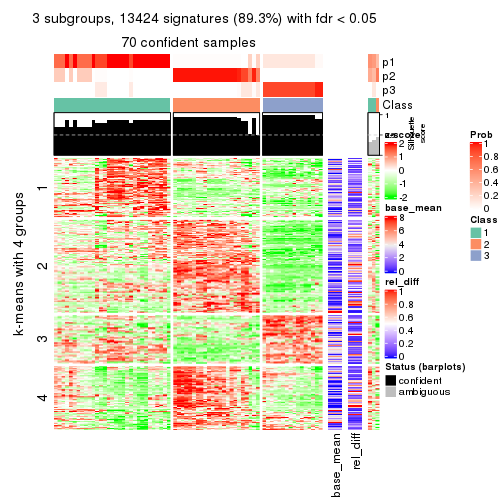 3 subgroups, 13424 signatures (89.3%) with fdr < 0.05
70 confident samples
p1
p2
p3
Class
1
Silhouette
score
z-score
2
1
0
-1
-2
base_mean
8
6
4
2
0
rel_diff
1
0.8
0.6
0.4
0.2
0
Status (barplots)
confident
ambiguous
Prob
1
0.8
0.6
0.4
0.2
0
Class
1
2
3
k-means with 4 groups
1
2
3
4
base_mean
rel_diff